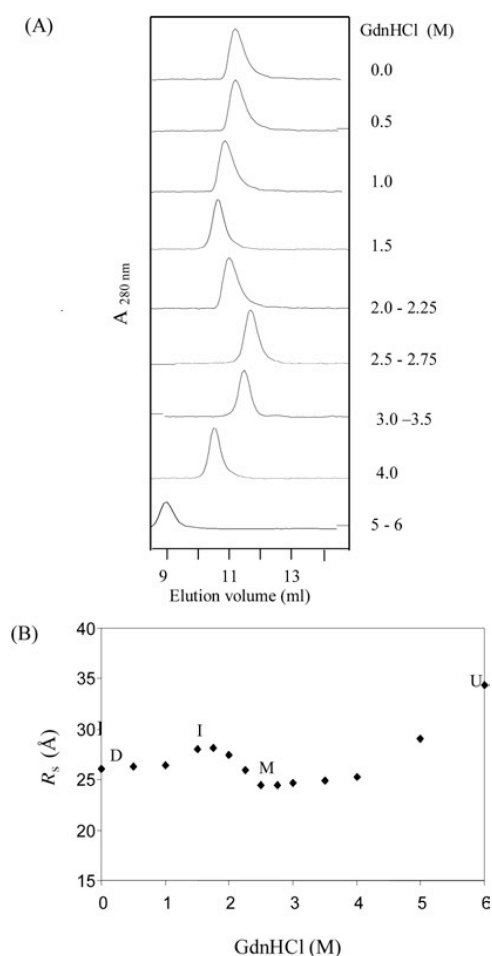 (A)
GdnHCl (M)
0.0
0.5
1.0
1.5
2.0 - 2.25
2.5 - 2.75
3.0 –3.5
4.0
5 - 6
A 280 nm
9 11 13
Elution volume (ml)
(B)
40
35
30
25
20
15
Rs (Å)
D
I
M
U
0 1 2 3 4 5 6
GdnHCl (M)